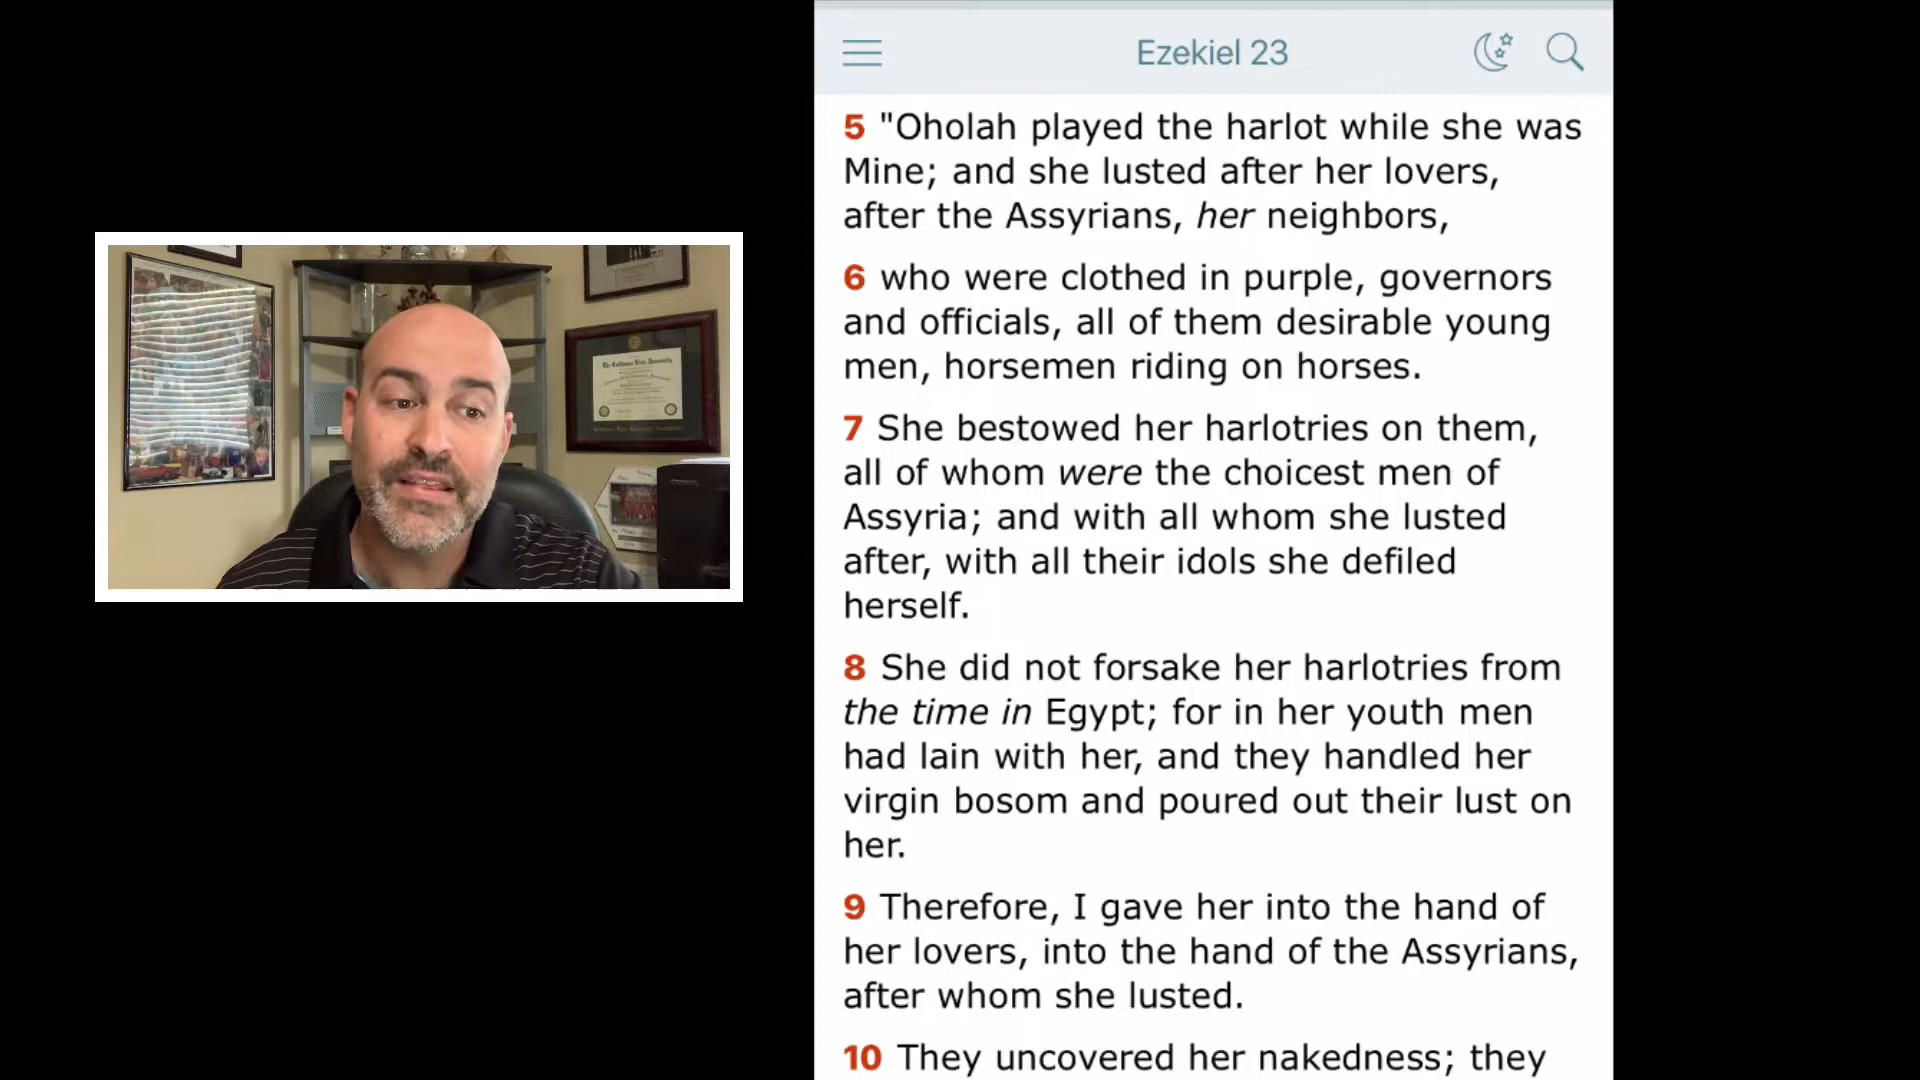 Ezekiel 23
5 "Oholah played the harlot while she was
Mine; and she lusted after her lovers,
after the Assyrians, her neighbors,
6 who were clothed in purple, governors
and officials, all of them desirable young
men, horsemen riding on horses.
7 She bestowed her harlotries on them,
all of whom were the choicest men of
Assyria; and with all whom she lusted
after, with all their idols she defiled
herself.
8 She did not forsake her harlotries from
the time in Egypt; for in her youth men
had lain with her, and they handled her
virgin bosom and poured out their lust on
her.
9 Therefore, I gave her into the hand of
her lovers, into the hand of the Assyrians,
after whom she lusted.
10 They uncovered her nakedness; they
The California State University